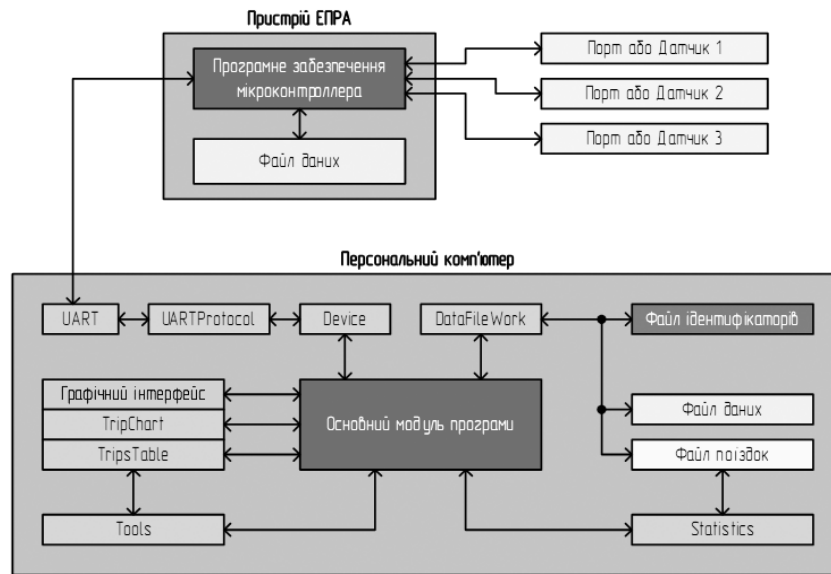 Пристрій ЕПРА
Програмне забезпечення
мікроконтроллера
Файл даних
Порт або Датчик 1
Порт або Датчик 2
Порт або Датчик 3
Персональний комп'ютер
UART
UARTProtocol
Device
DataFileWork
Файл ідентифікаторів
Графічний інтерфейс
TripChart
TripsTable
Основний модуль програми
Файл даних
Файл поїздок
Tools
Statistics